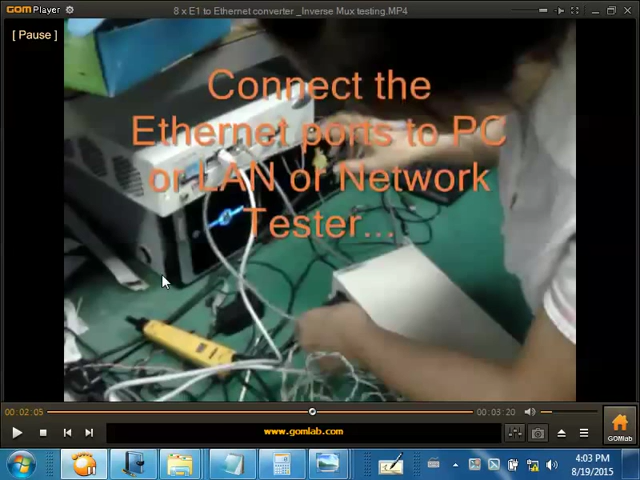 GOM Player
8 x E1 to Ethernet converter _Inverse Mux testing.MP4
[ Pause ]
Connect the
Ethernet ports to PC
or LAN or Network
Tester...
00:02:05
00:03:20
www.gomlab.com
GOMLab
4:03 PM
8/19/2015